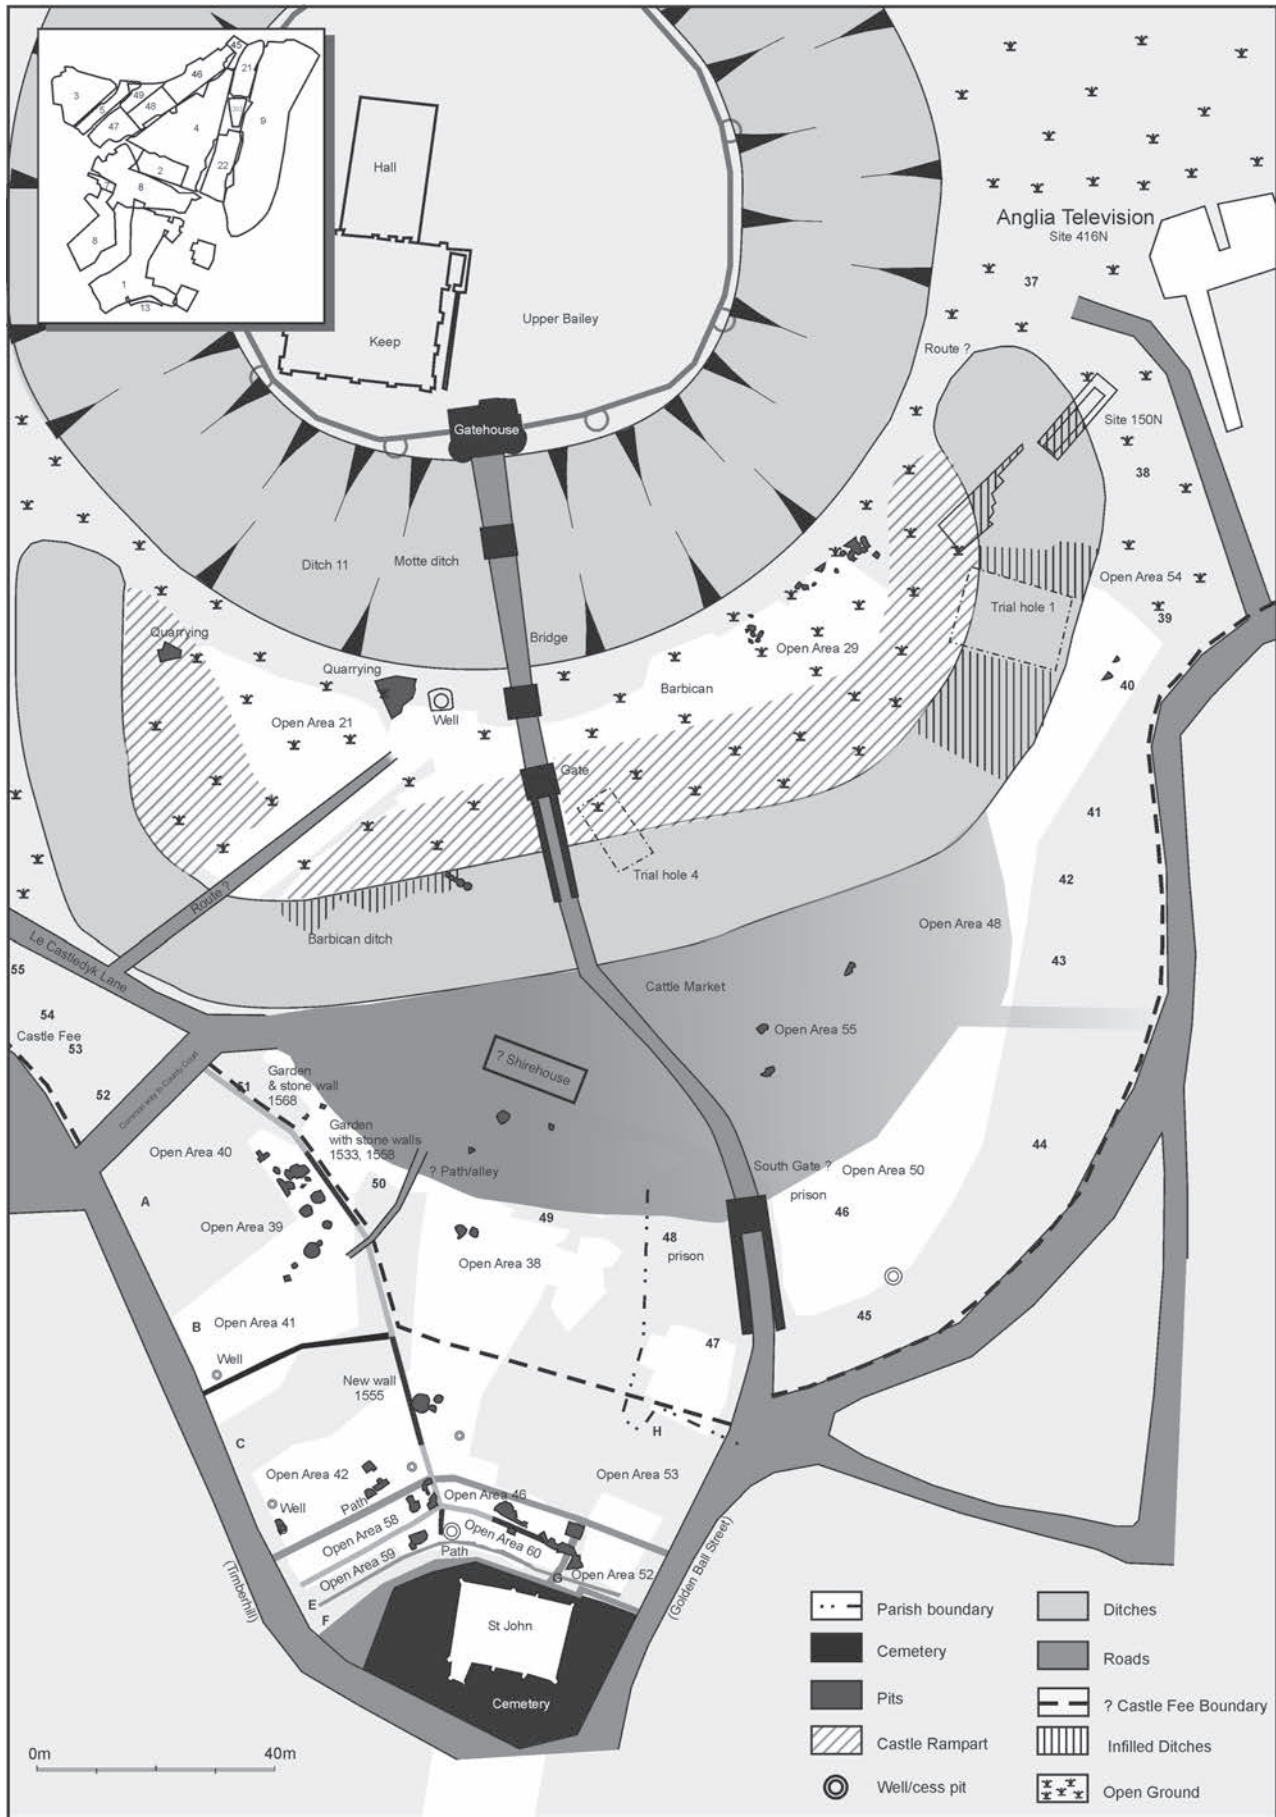 45
46
21
3
49
5
48
47
4
9
2
22
7
8
8
1
13
Hall
Anglia Television
Site 416N
37
Upper Bailey
Keep
Route ?
Gatehouse
Site 150N
38
Ditch 11
Motte ditch
Open Area 54
Trial hole 1
39
Quarrying
Bridge
Open Area 29
Quarrying
Barbican
40
Open Area 21
Well
Gate
41
Trial hole 4
42
Route ?
Open Area 48
Barbican ditch
Le Castledyk Lane
43
55
Cattle Market
54
Castle Fee
53
Open Area 55
? Shirehouse
Common way to County Court
52
51
Garden
& stone wall
1568
Garden
with stone walls
1533, 1558
44
Open Area 40
? Path/alley
South Gate ?
Open Area 50
50
prison
A
46
49
Open Area 39
48
prison
Open Area 38
45
B
Open Area 41
47
Well
New wall
1555
H
C
Open Area 42
Open Area 53
Well
Path
Open Area 46
Open Area 58
Open Area 60
Path
Open Area 59
G
Open Area 52
(Golden Ball Street)
(Timberhill)
E
F
St John
Cemetery
Parish boundary
Ditches
Cemetery
Roads
Pits
? Castle Fee Boundary
Castle Rampart
Infilled Ditches
Well/cess pit
Open Ground
0m
40m